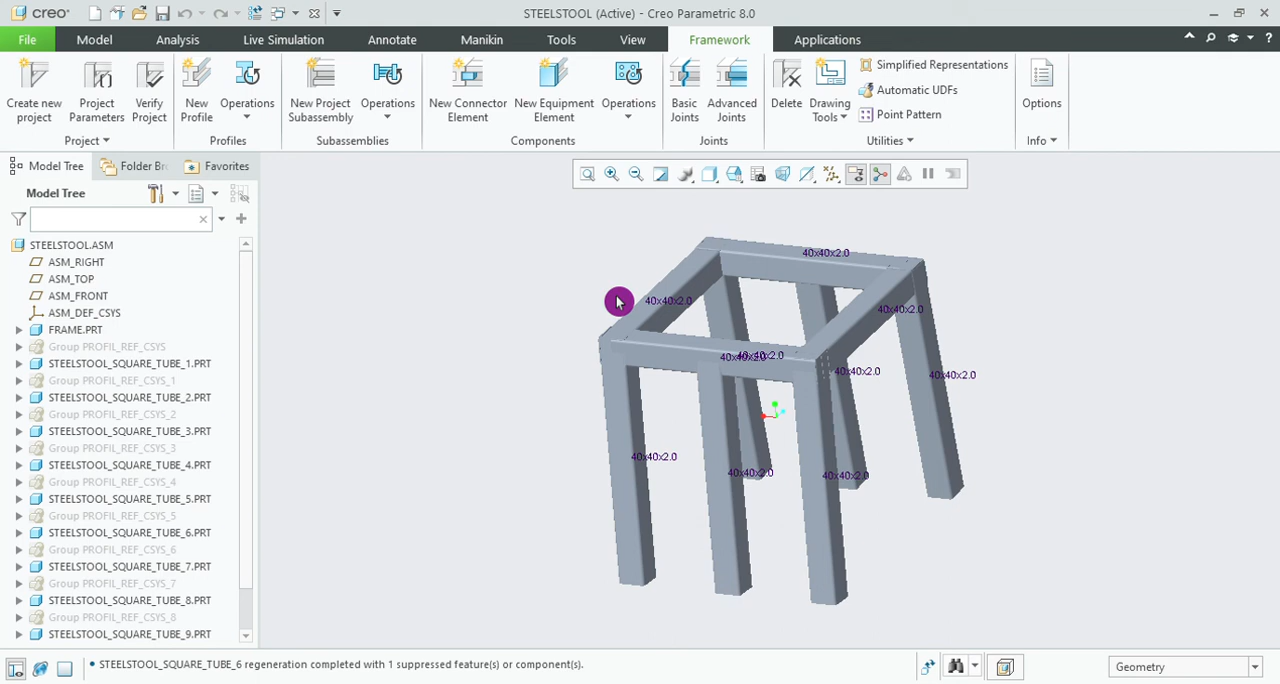 creo
STEELSTOOL (Active) - Creo Parametric 8.0
File Model Analysis Live Simulation Annotate Manikin Tools View Framework Applications
Create new project
Project Parameters
Verify Project
New Profile
Operations
New Project Subassembly
Operations
New Connector Element
New Equipment Element
Operations
Basic Joints
Advanced Joints
Delete
Drawing Tools
Simplified Representations
Automatic UDFs
Point Pattern
Options
Project Profiles Subassemblies Components Joints Utilities Info
Model Tree Folder Br Favorites
Model Tree
STEELSTOOL.ASM
ASM_RIGHT
ASM_TOP
ASM_FRONT
ASM_DEF_CSYS
FRAME.PRT
Group PROFIL_REF_CSYS
STEELSTOOL_SQUARE_TUBE_1.PRT
Group PROFIL_REF_CSYS_1
STEELSTOOL_SQUARE_TUBE_2.PRT
Group PROFIL_REF_CSYS_2
STEELSTOOL_SQUARE_TUBE_3.PRT
Group PROFIL_REF_CSYS_3
STEELSTOOL_SQUARE_TUBE_4.PRT
Group PROFIL_REF_CSYS_4
STEELSTOOL_SQUARE_TUBE_5.PRT
Group PROFIL_REF_CSYS_5
STEELSTOOL_SQUARE_TUBE_6.PRT
Group PROFIL_REF_CSYS_6
STEELSTOOL_SQUARE_TUBE_7.PRT
Group PROFIL_REF_CSYS_7
STEELSTOOL_SQUARE_TUBE_8.PRT
Group PROFIL_REF_CSYS_8
STEELSTOOL_SQUARE_TUBE_9.PRT
40x40x2.0
40x40x2.0
40x40x2.0
40x40x2.0
40x40x2.0
40x40x2.0
40x40x2.0
40x40x2.0
40x40x2.0
STEELSTOOL_SQUARE_TUBE_6 regeneration completed with 1 suppressed feature(s) or component(s).
Geometry